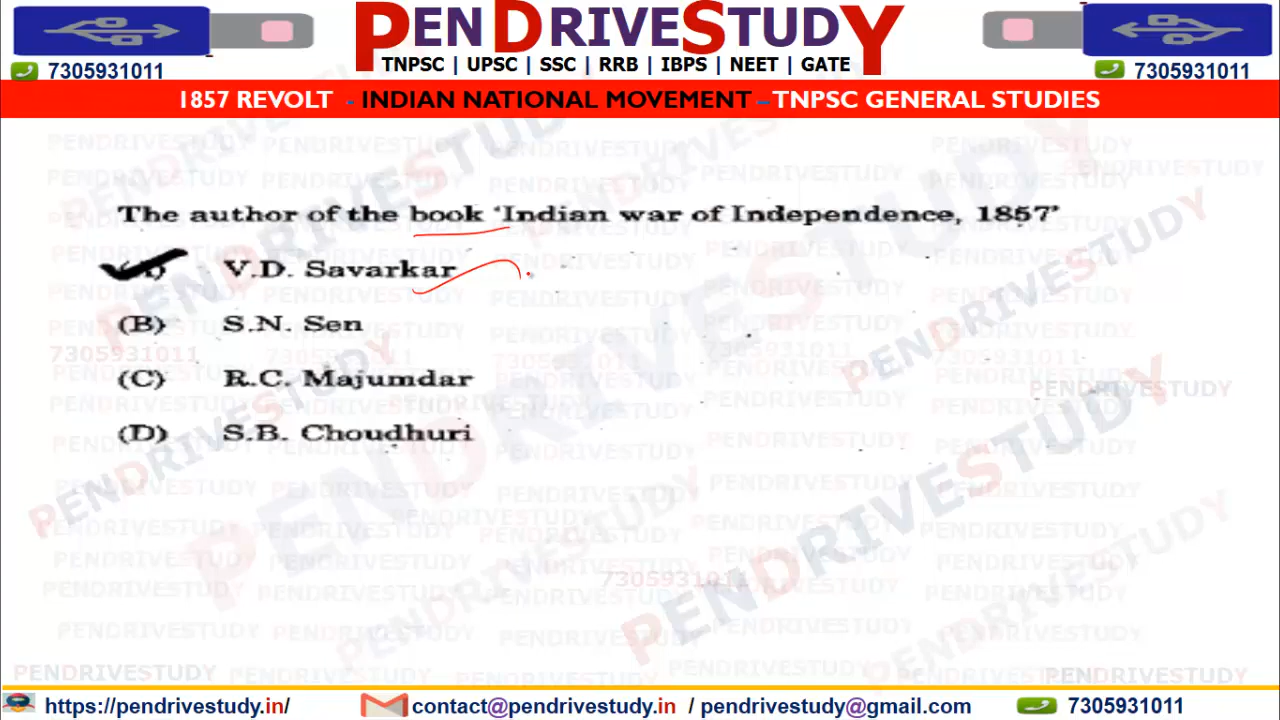 PENDRIVESTUDY
TNPSC | UPSC | SSC | RRB | IBPS | NEET | GATE
7305931011
7305931011
1857 REVOLT - INDIAN NATIONAL MOVEMENT – TNPSC GENERAL STUDIES
The author of the book ‘Indian war of Independence, 1857’
V.D. Savarkar
(B) S.N. Sen
(C) R.C. Majumdar
(D) S.B. Choudhuri
https://pendrivestudy.in/ contact@pendrivestudy.in / pendrivestudy@gmail.com 7305931011